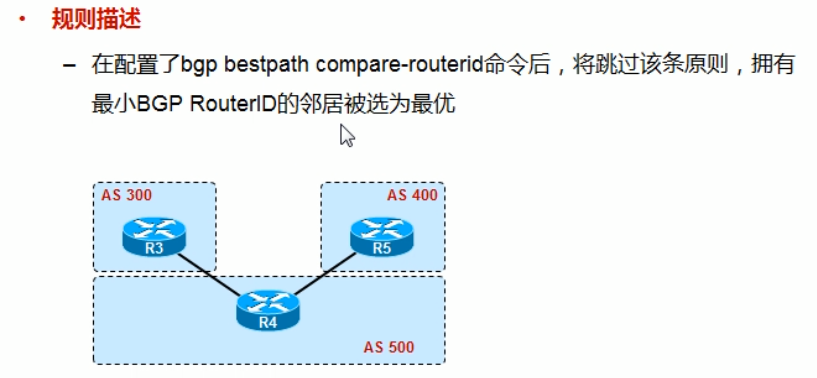 • 规则描述
– 在配置了bgp bestpath compare-routerid命令后，将跳过该条原则，拥有
最小BGP RouterID的邻居被选为最优
AS 300
AS 400
R3
R5
R4
AS 500